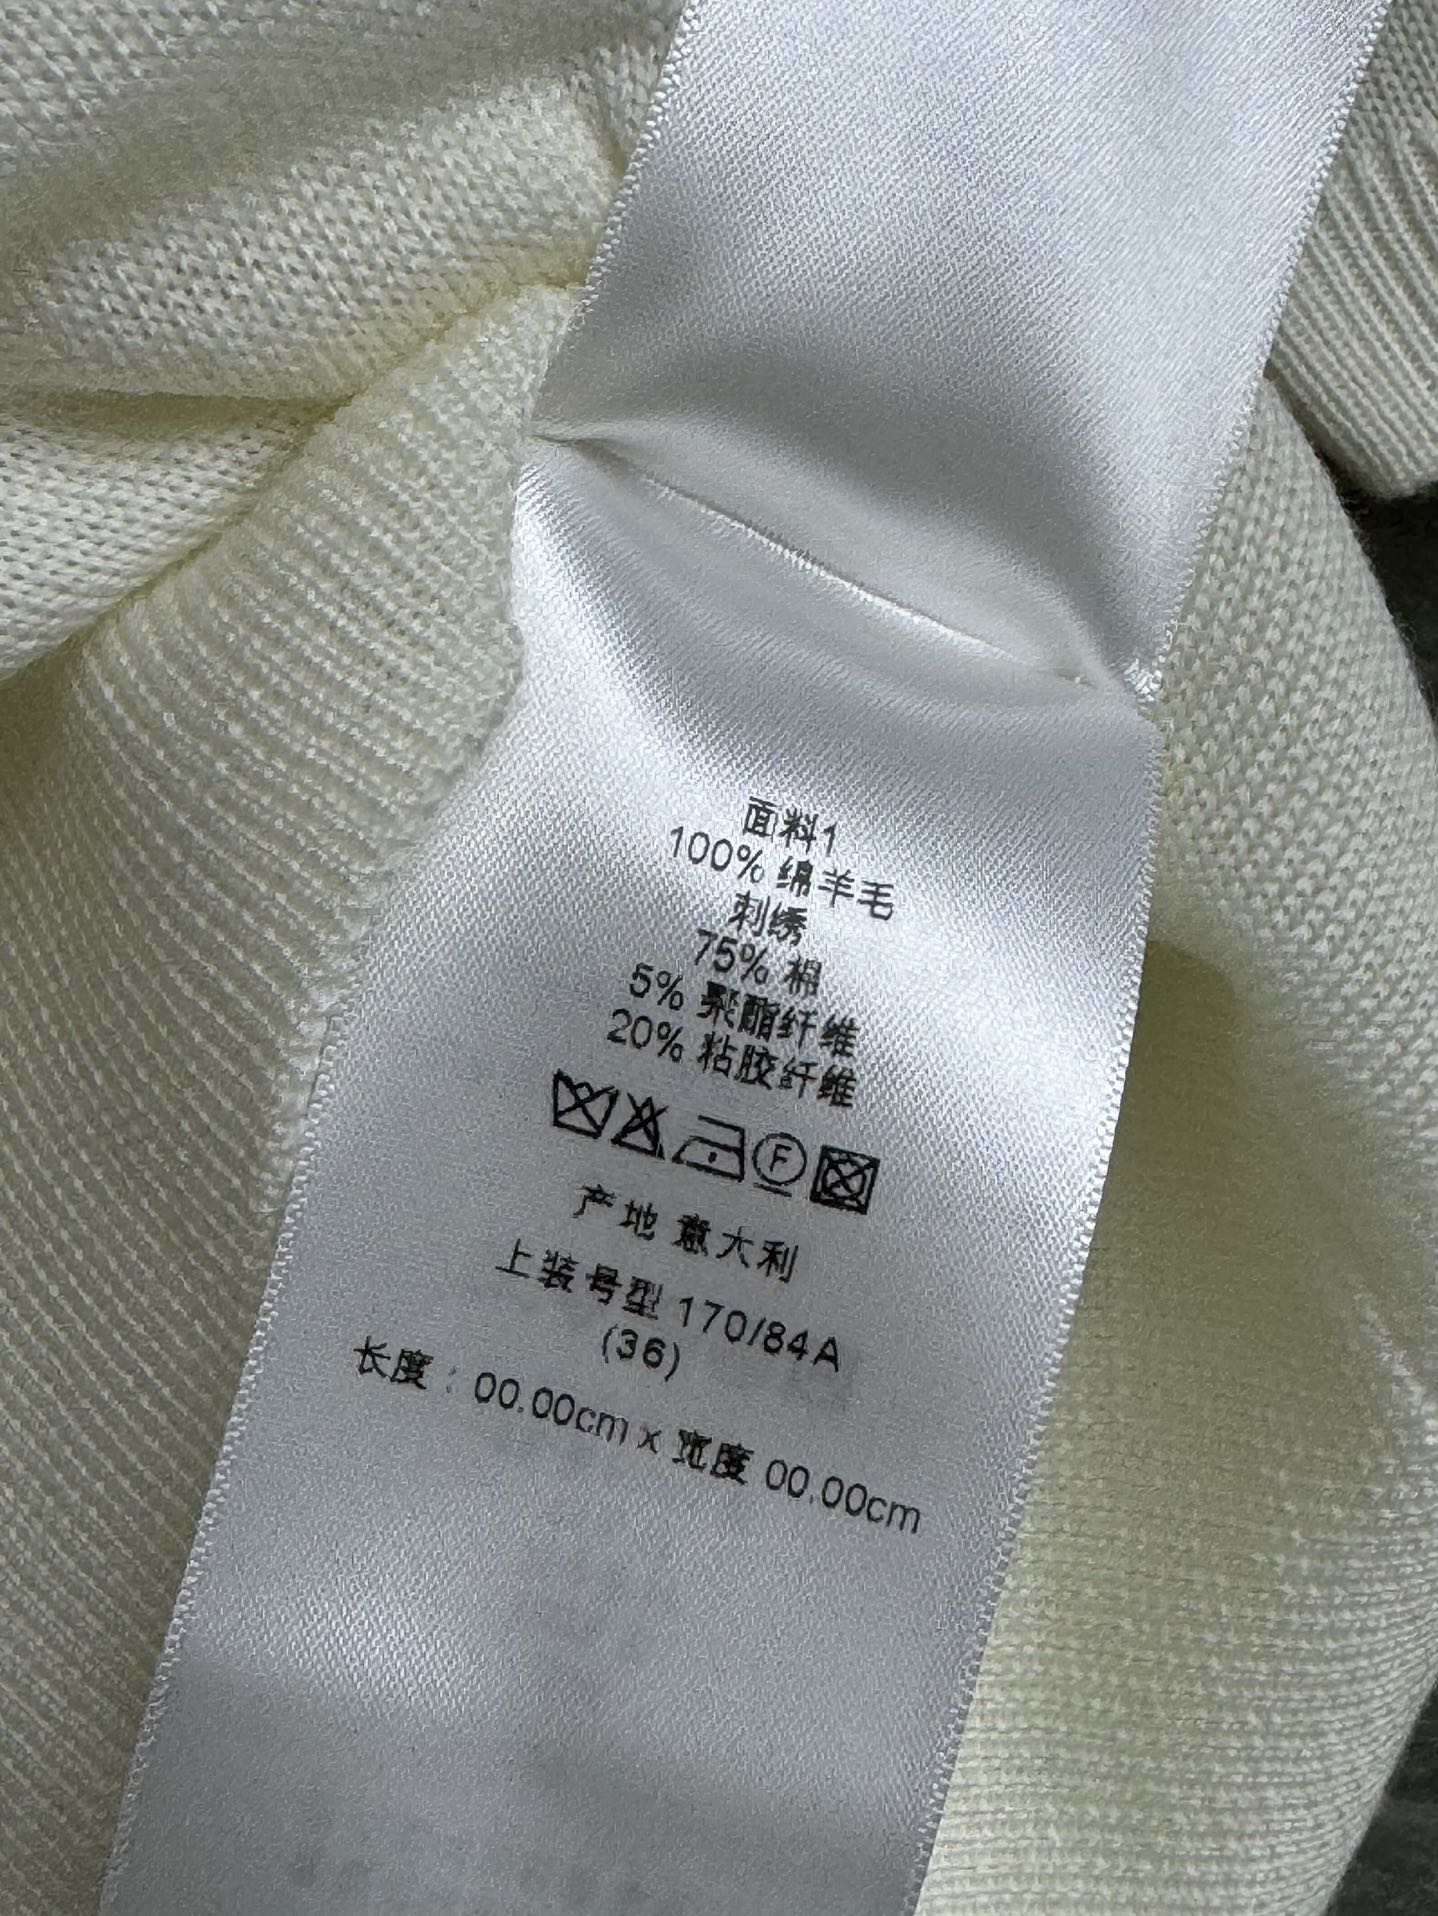 面料1
100% 绵羊毛
刺绣
75% 棉
5% 聚酯纤维
20% 粘胶纤维
F
产地 意大利
上装号型 170/84A
(36)
长度: 00.00cm x 宽度 00.00cm